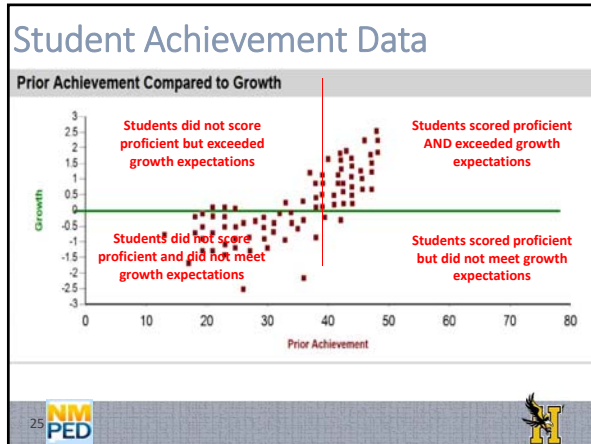 Student Achievement Data
Prior Achievement Compared to Growth
Students did not score
proficient but exceeded
growth expectations
Students scored proficient
AND exceeded growth
expectations
Students did not score
proficient and did not meet
growth expectations
Students scored proficient
but did not meet growth
expectations
Growth
3
2.5
2
1.5
1
0.5
0
-0.5
-1
-1.5
-2
-2.5
-3
0 10 20 30 40 50 60 70 80
Prior Achievement
25
NM
PED
H